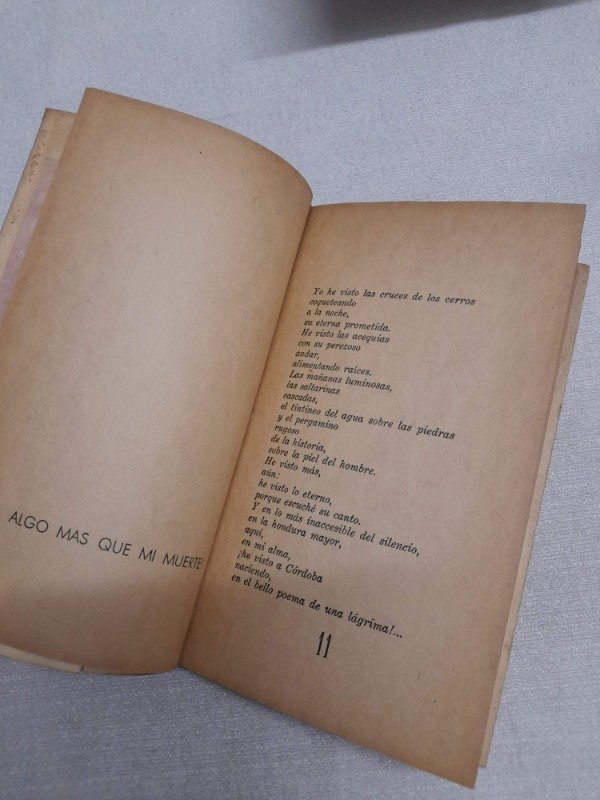 ALGO MAS QUE MI MUERTE!
Yo he visto las cruces de los cerros
coqueteando
a la noche,
su eterna prometida.
He visto las acequias
con su perezoso
andar,
alimentando raíces.
Las mañanas luminosas,
las saltarinas
cascadas,
el tintineo del agua sobre las piedras
y el pergamino
rugoso
de la historia,
sobre la piel del hombre.
He visto más,
aún:
he visto lo eterno,
porque escuché su canto.
Y en lo más inaccesible del silencio,
en la hondura mayor,
aquí,
en mi alma,
¡he visto a Córdoba
naciendo,
en el bello poema de una lágrima!...
11